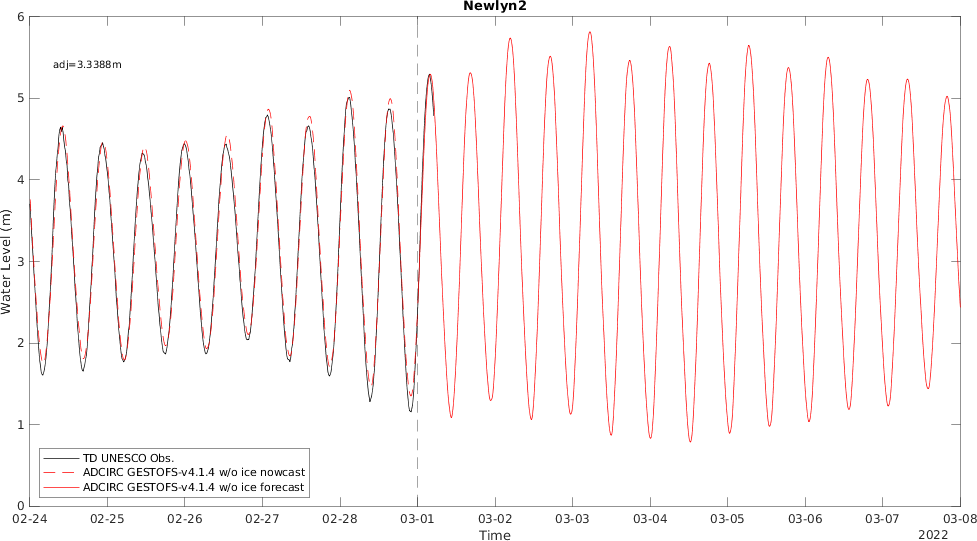 Newlyn2
adj=3.3388m
6
5
4
3
2
1
0
Water Level (m)
TD UNESCO Obs.
ADCIRC GESTOFS-v4.1.4 w/o ice nowcast
ADCIRC GESTOFS-v4.1.4 w/o ice forecast
02-24 02-25 02-26 02-27 02-28 03-01 03-02 03-03 03-04 03-05 03-06 03-07 03-08
Time
2022